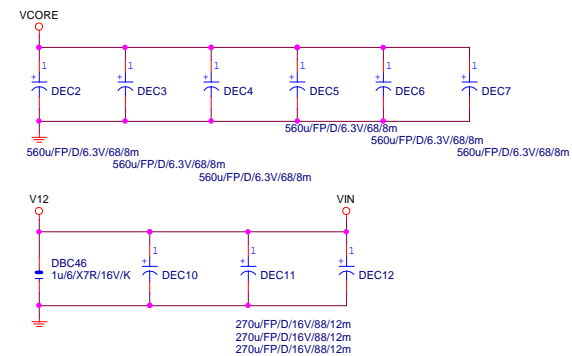 VCORE
1 1 1 1 1 1
+ + + + + +
DEC2 DEC3 DEC4 DEC5 DEC6 DEC7
560u/FP/D/6.3V/68/8m
560u/FP/D/6.3V/68/8m
560u/FP/D/6.3V/68/8m
560u/FP/D/6.3V/68/8m
560u/FP/D/6.3V/68/8m
560u/FP/D/6.3V/68/8m
V12 VIN
1 1 1
+ + +
DBC46
1u/6/X7R/16V/K
DEC10 DEC11 DEC12
270u/FP/D/16V/88/12m
270u/FP/D/16V/88/12m
270u/FP/D/16V/88/12m